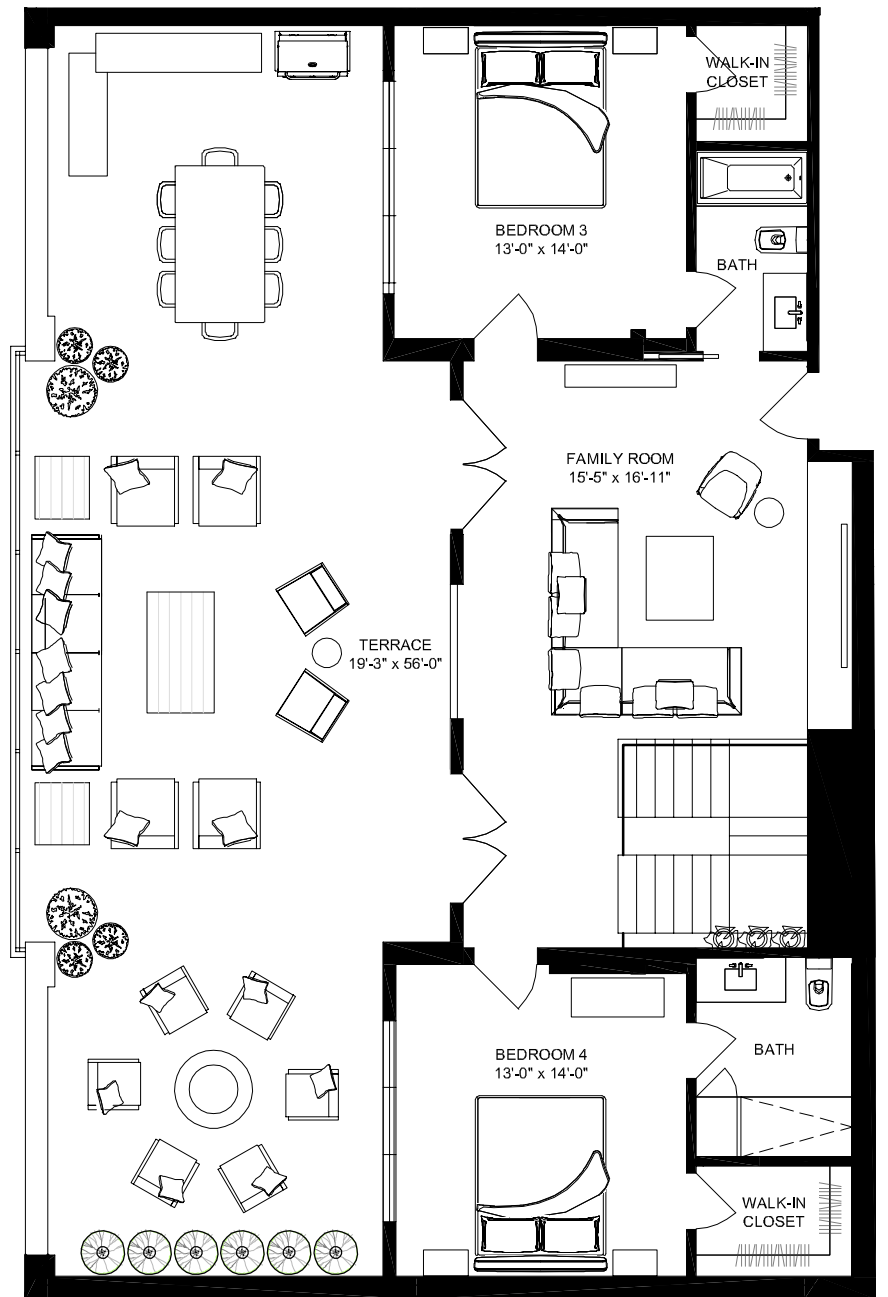 WALK-IN
CLOSET
BEDROOM 3
13'-0" x 14'-0"
BATH
FAMILY ROOM
15'-5" x 16'-11"
TERRACE
19'-3" x 56'-0"
BEDROOM 4
13'-0" x 14'-0"
BATH
WALK-IN
CLOSET